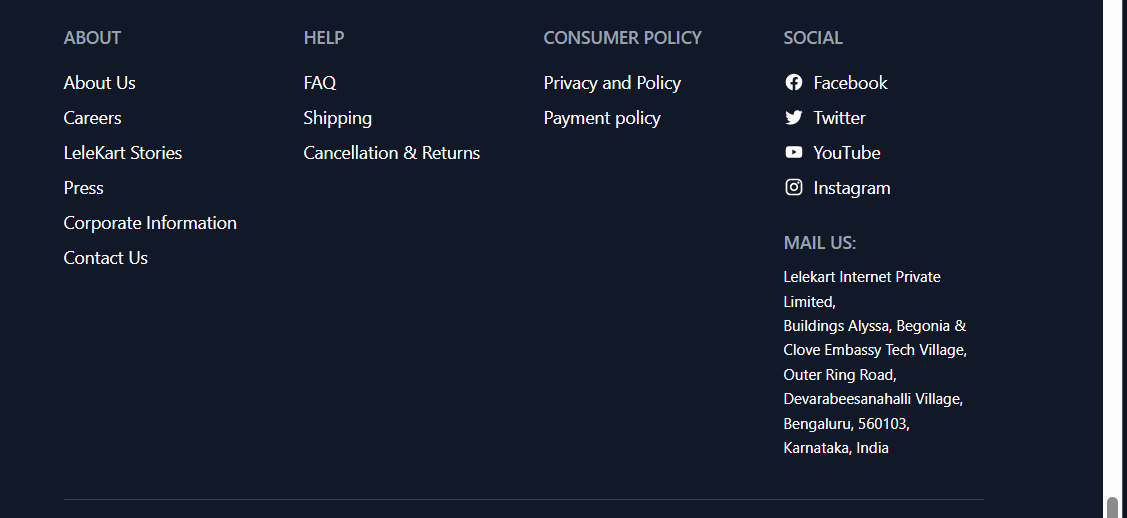 ABOUT
About Us
Careers
LeleKart Stories
Press
Corporate Information
Contact Us
HELP
FAQ
Shipping
Cancellation & Returns
CONSUMER POLICY
Privacy and Policy
Payment policy
SOCIAL
Facebook
Twitter
YouTube
Instagram
MAIL US:
Lelekart Internet Private
Limited,
Buildings Alyssa, Begonia &
Clove Embassy Tech Village,
Outer Ring Road,
Devarabeesanahalli Village,
Bengaluru, 560103,
Karnataka, India